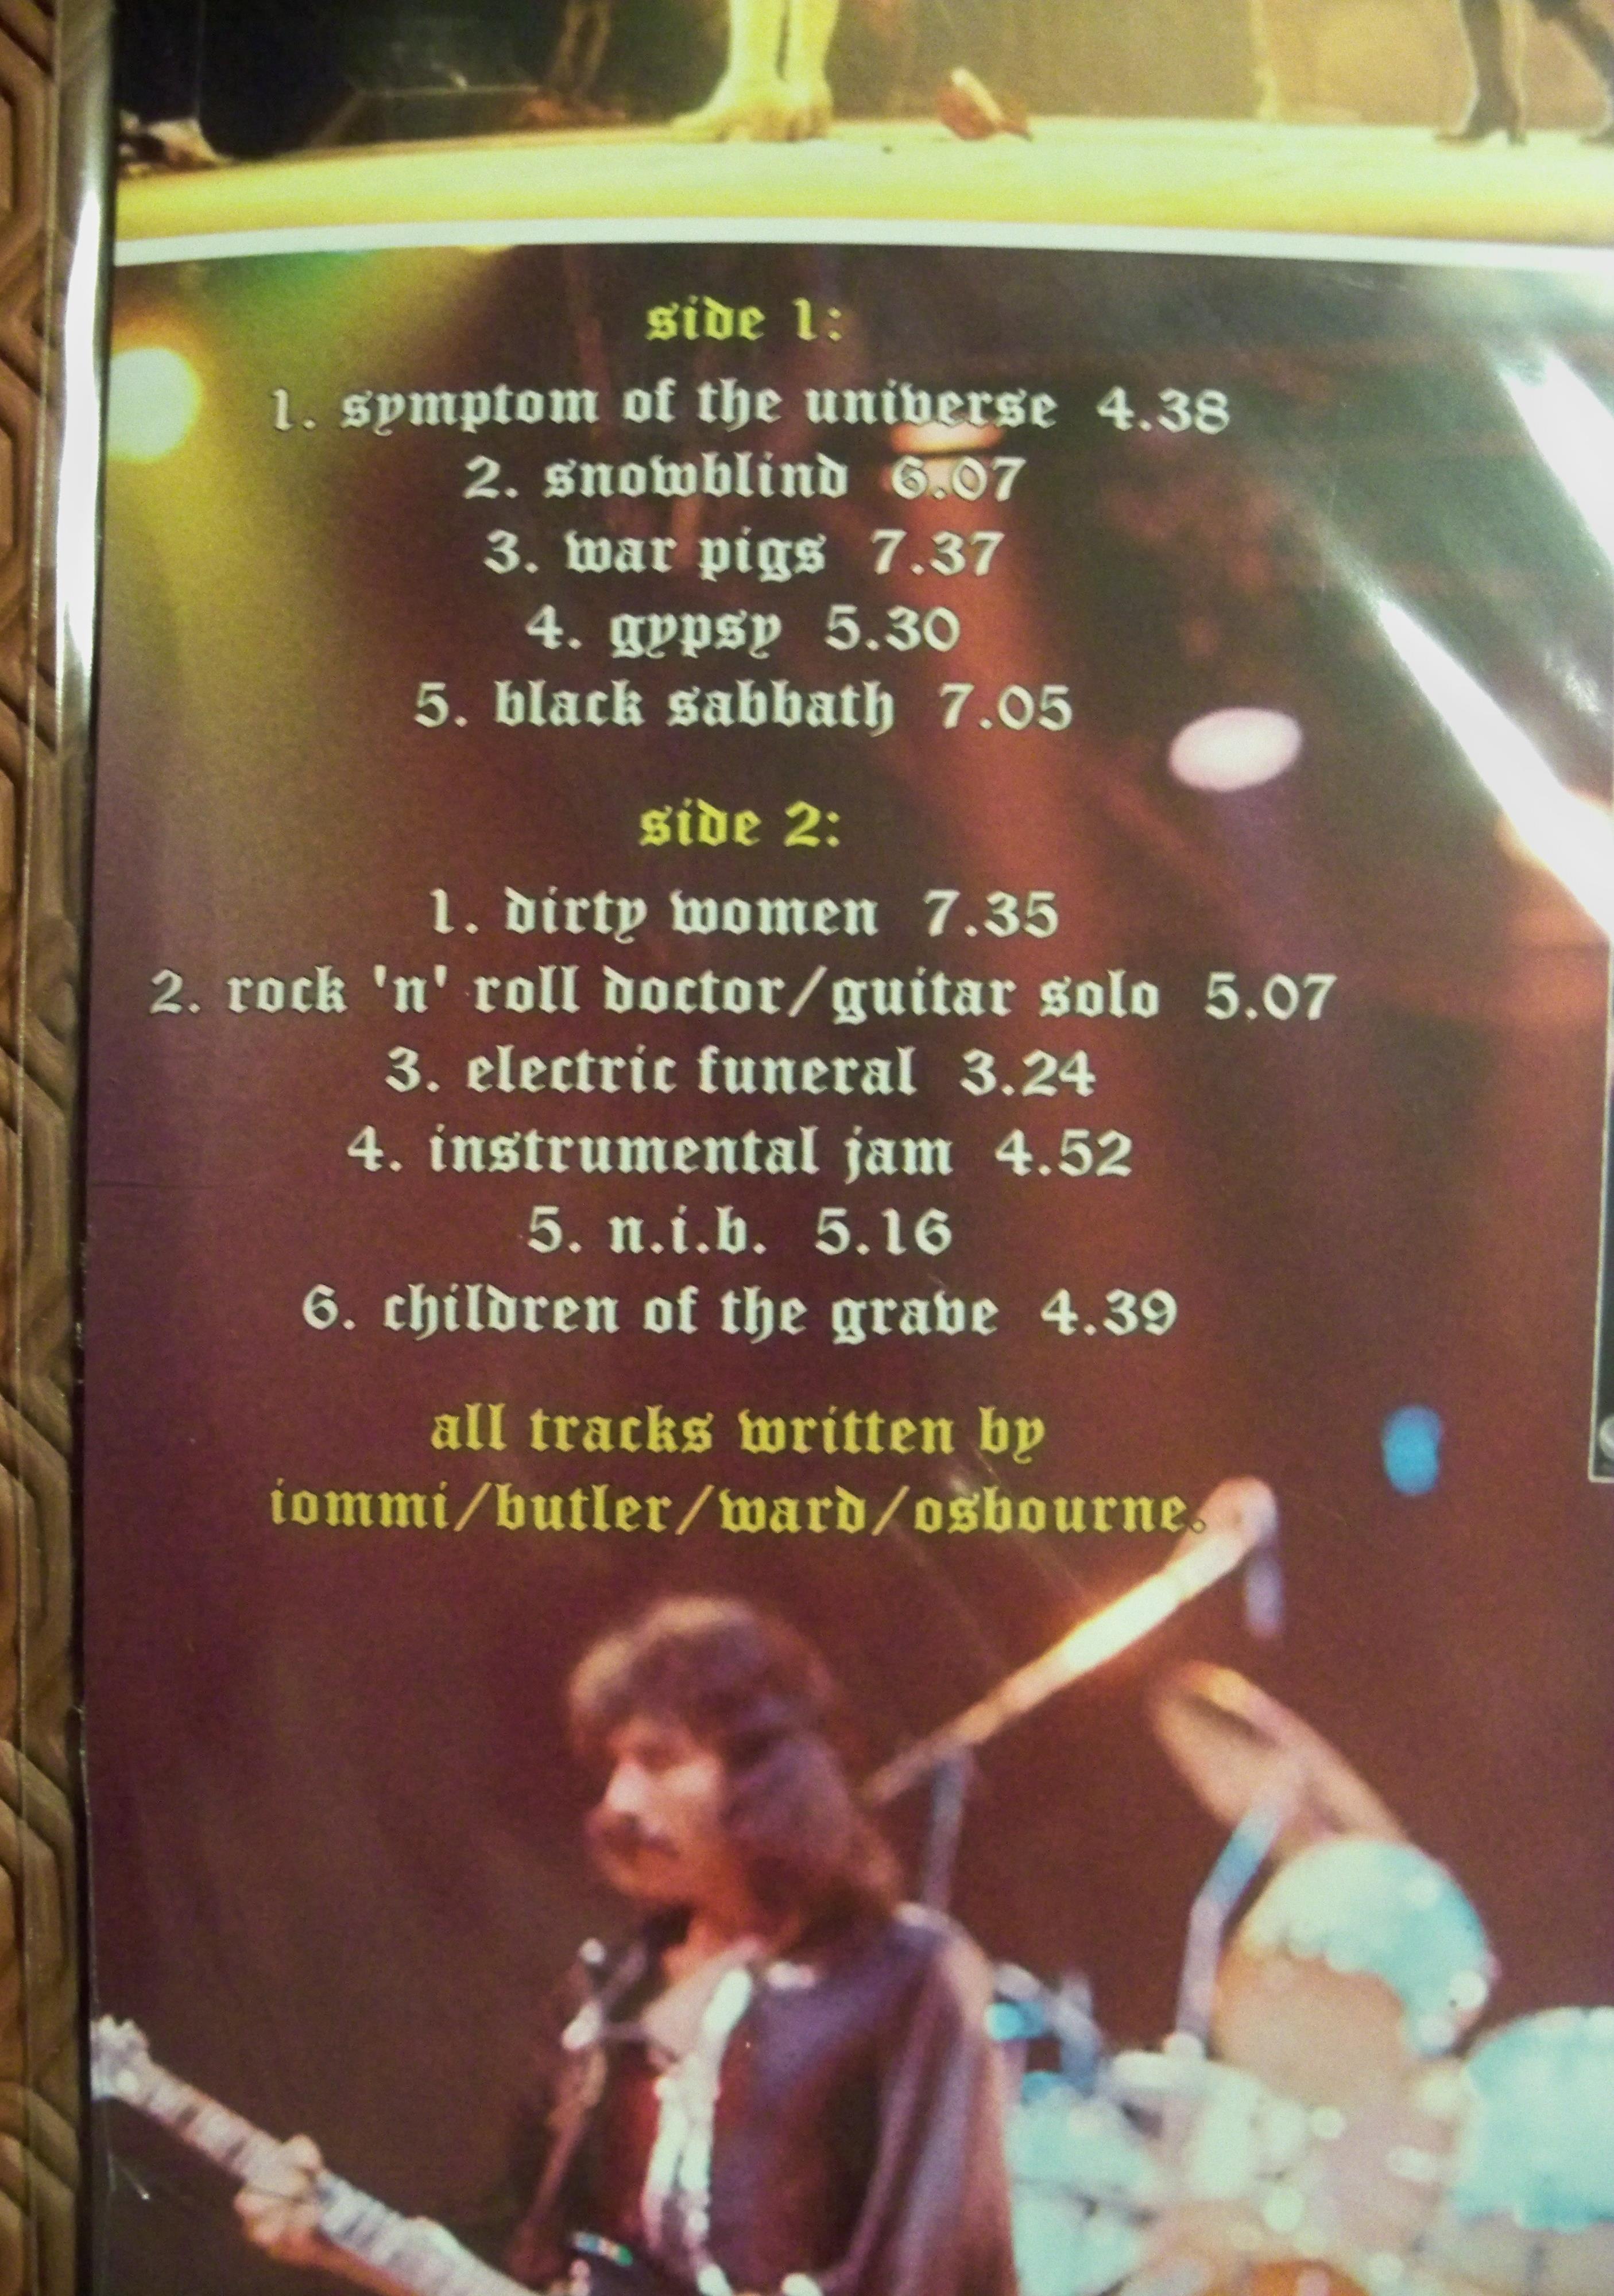 side 1:
1. symptom of the universe 4.38
2. snowblind 6.07
3. war pigs 7.37
4. gypsy 5.30
5. black sabbath 7.05
side 2:
1. dirty women 7.35
2. rock 'n' roll doctor/guitar solo 5.07
3. electric funeral 3.24
4. instrumental jam 4.52
5. n.i.b. 5.16
6. children of the grave 4.39
all tracks written by
iommi/butler/ward/osbourne.